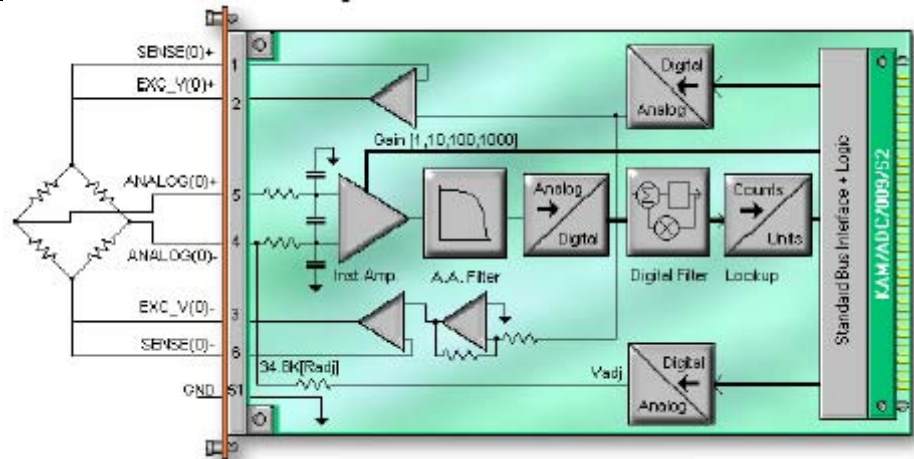 SENSE(0)+
EXC_V(0)+
ANALOG(0)+
ANALOG(0)-
EXC_V(0)-
SENSE(0)-
GND
1
2
5
4
3
6
51
Gain [1,10,100,1000]
Digital
Analog
Inst. Amp.
A.A. Filter
Analog
Digital
Digital Filter
Counts
Units
Lookup
34.8K[Radj]
Vadj
Digital
Analog
Standard Bus Interface + Logic
KAM/ADC/009/S2